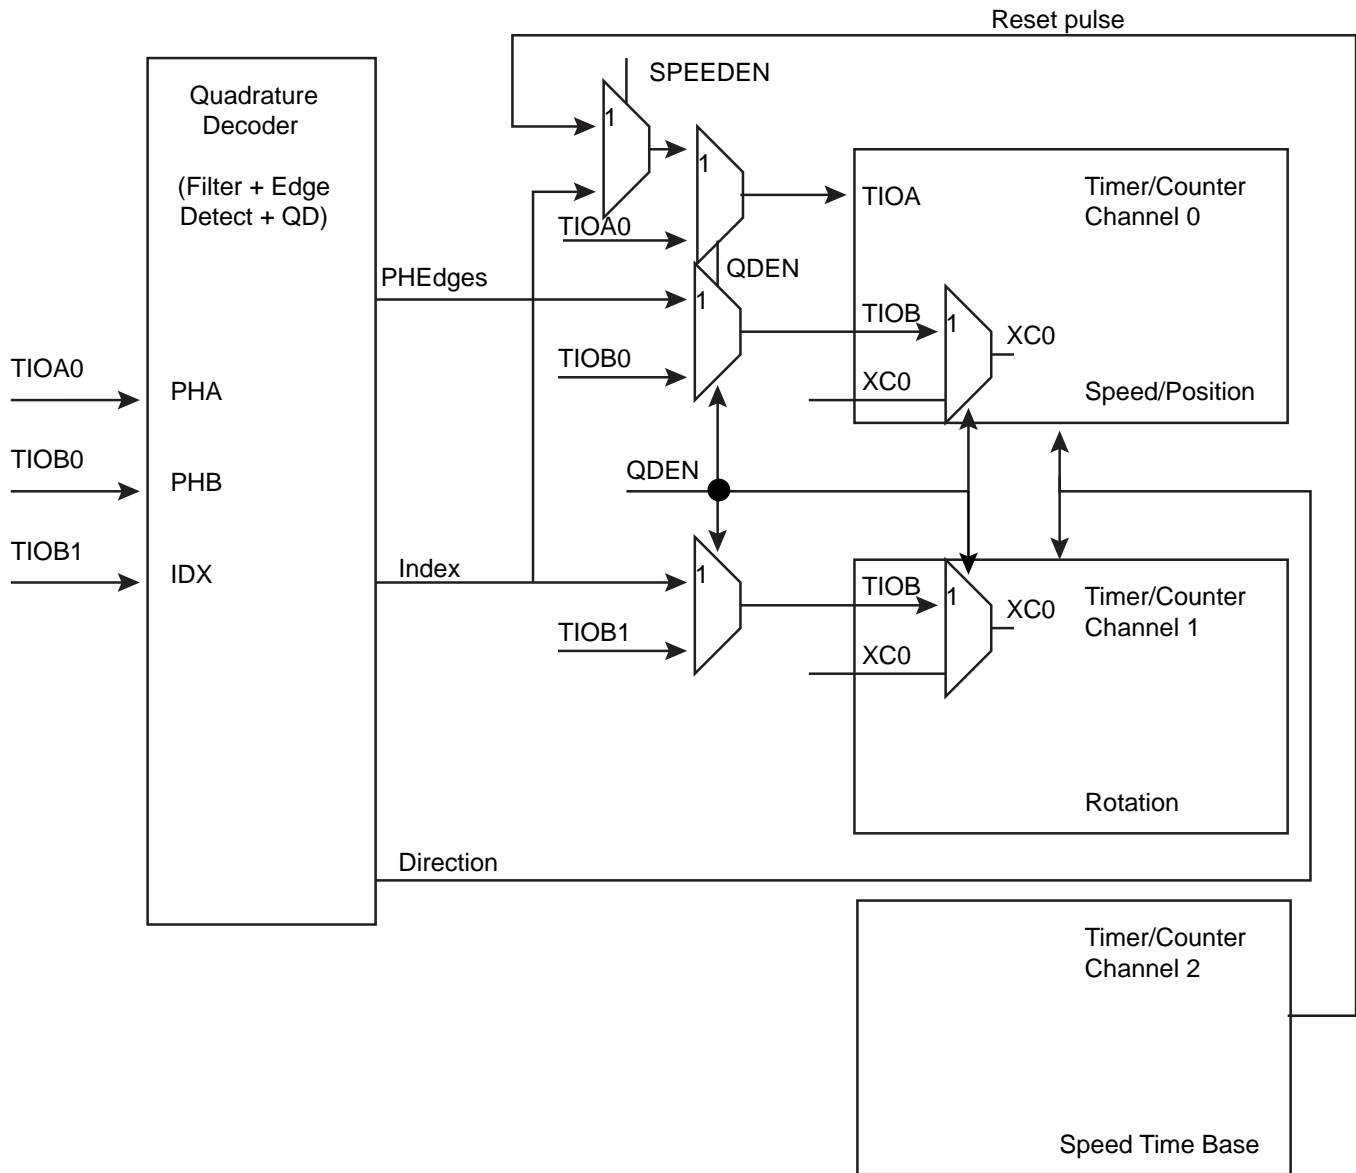 Reset pulse
SPEEDEN
Quadrature
Decoder
(Filter + Edge
Detect + QD)
1
1
TIOA
Timer/Counter
Channel 0
TIOA0
QDEN
PHEdges
1
TIOB
1
XC0
TIOB0
XC0
Speed/Position
TIOA0
PHA
TIOB0
PHB
QDEN
TIOB1
IDX
Index
1
TIOB
1
XC0
Timer/Counter
Channel 1
TIOB1
XC0
Rotation
Direction
Timer/Counter
Channel 2
Speed Time Base